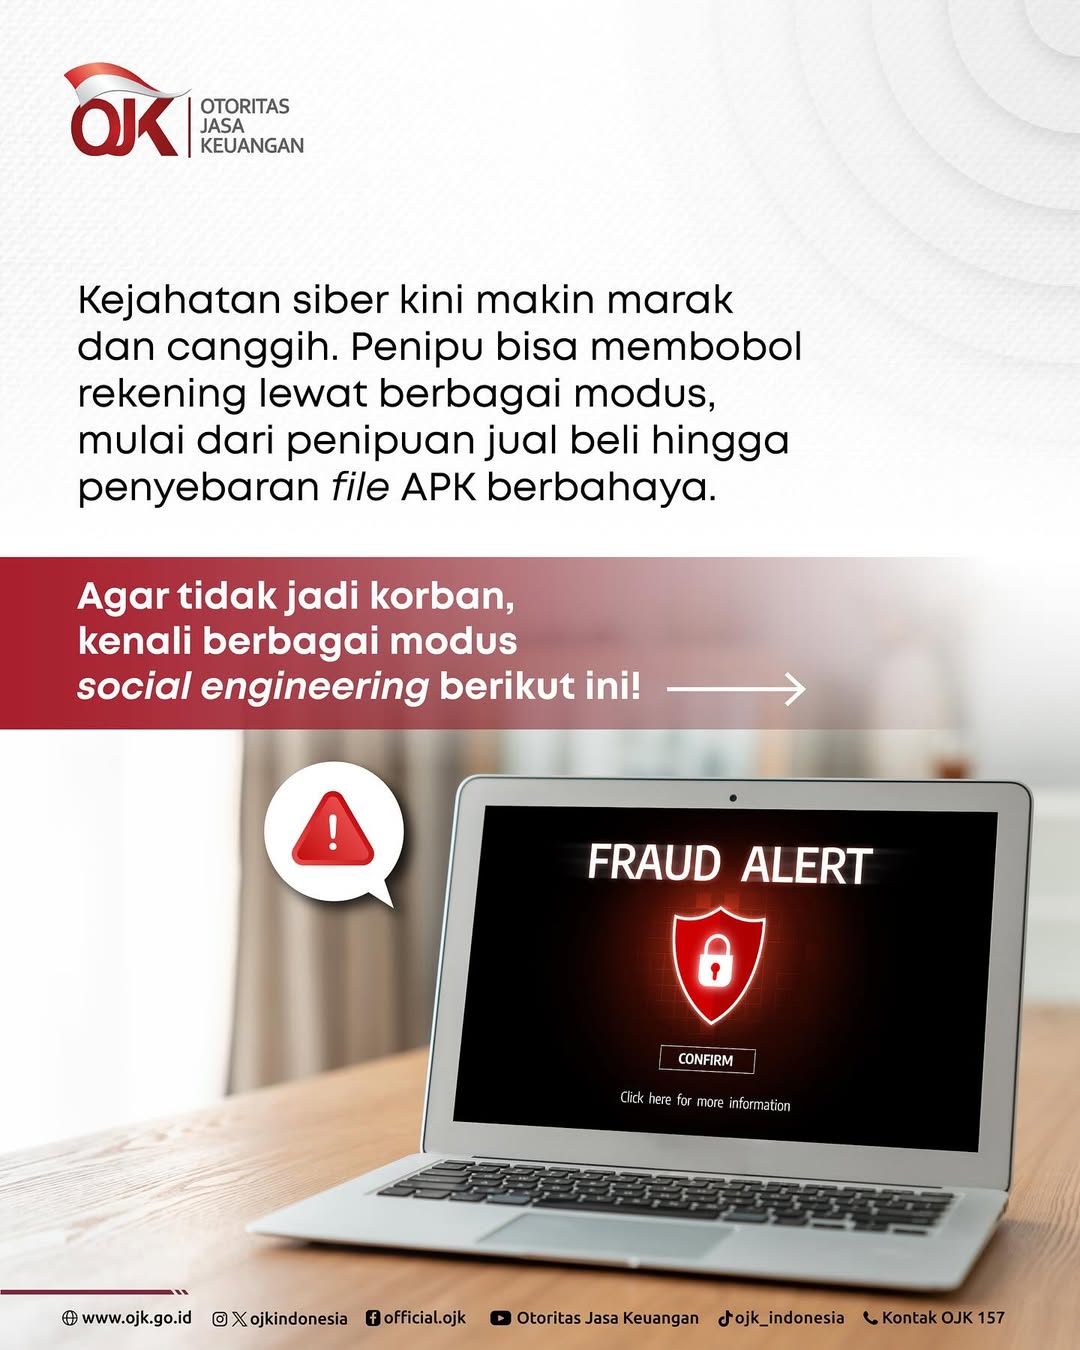 OJK
OTORITAS
JASA
KEUANGAN
Kejahatan siber kini makin marak
dan canggih. Penipu bisa membobol
rekening lewat berbagai modus,
mulai dari penipuan jual beli hingga
penyebaran file APK berbahaya.
Agar tidak jadi korban,
kenali berbagai modus
social engineering berikut ini!
FRAUD ALERT
CONFIRM
Click here for more information
www.ojk.go.id ojkindonesia official.ojk Otoritas Jasa Keuangan ojk_indonesia Kontak OJK 157